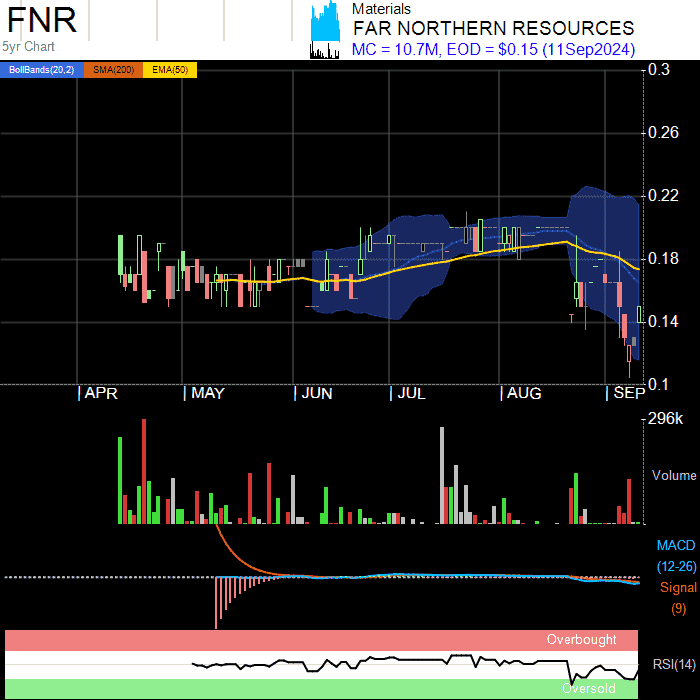 FNR
5yr Chart
Materials
FAR NORTHERN RESOURCES
MC = 10.7M, EOD = $0.15 (11Sep2024)
BollBands(20,2) SMA(200) EMA(50)
0.3
0.26
0.22
0.18
0.14
0.1
APR MAY JUN JUL AUG SEP
296k
Volume
MACD
(12-26)
Signal
(9)
Overbought
RSI(14)
Oversold